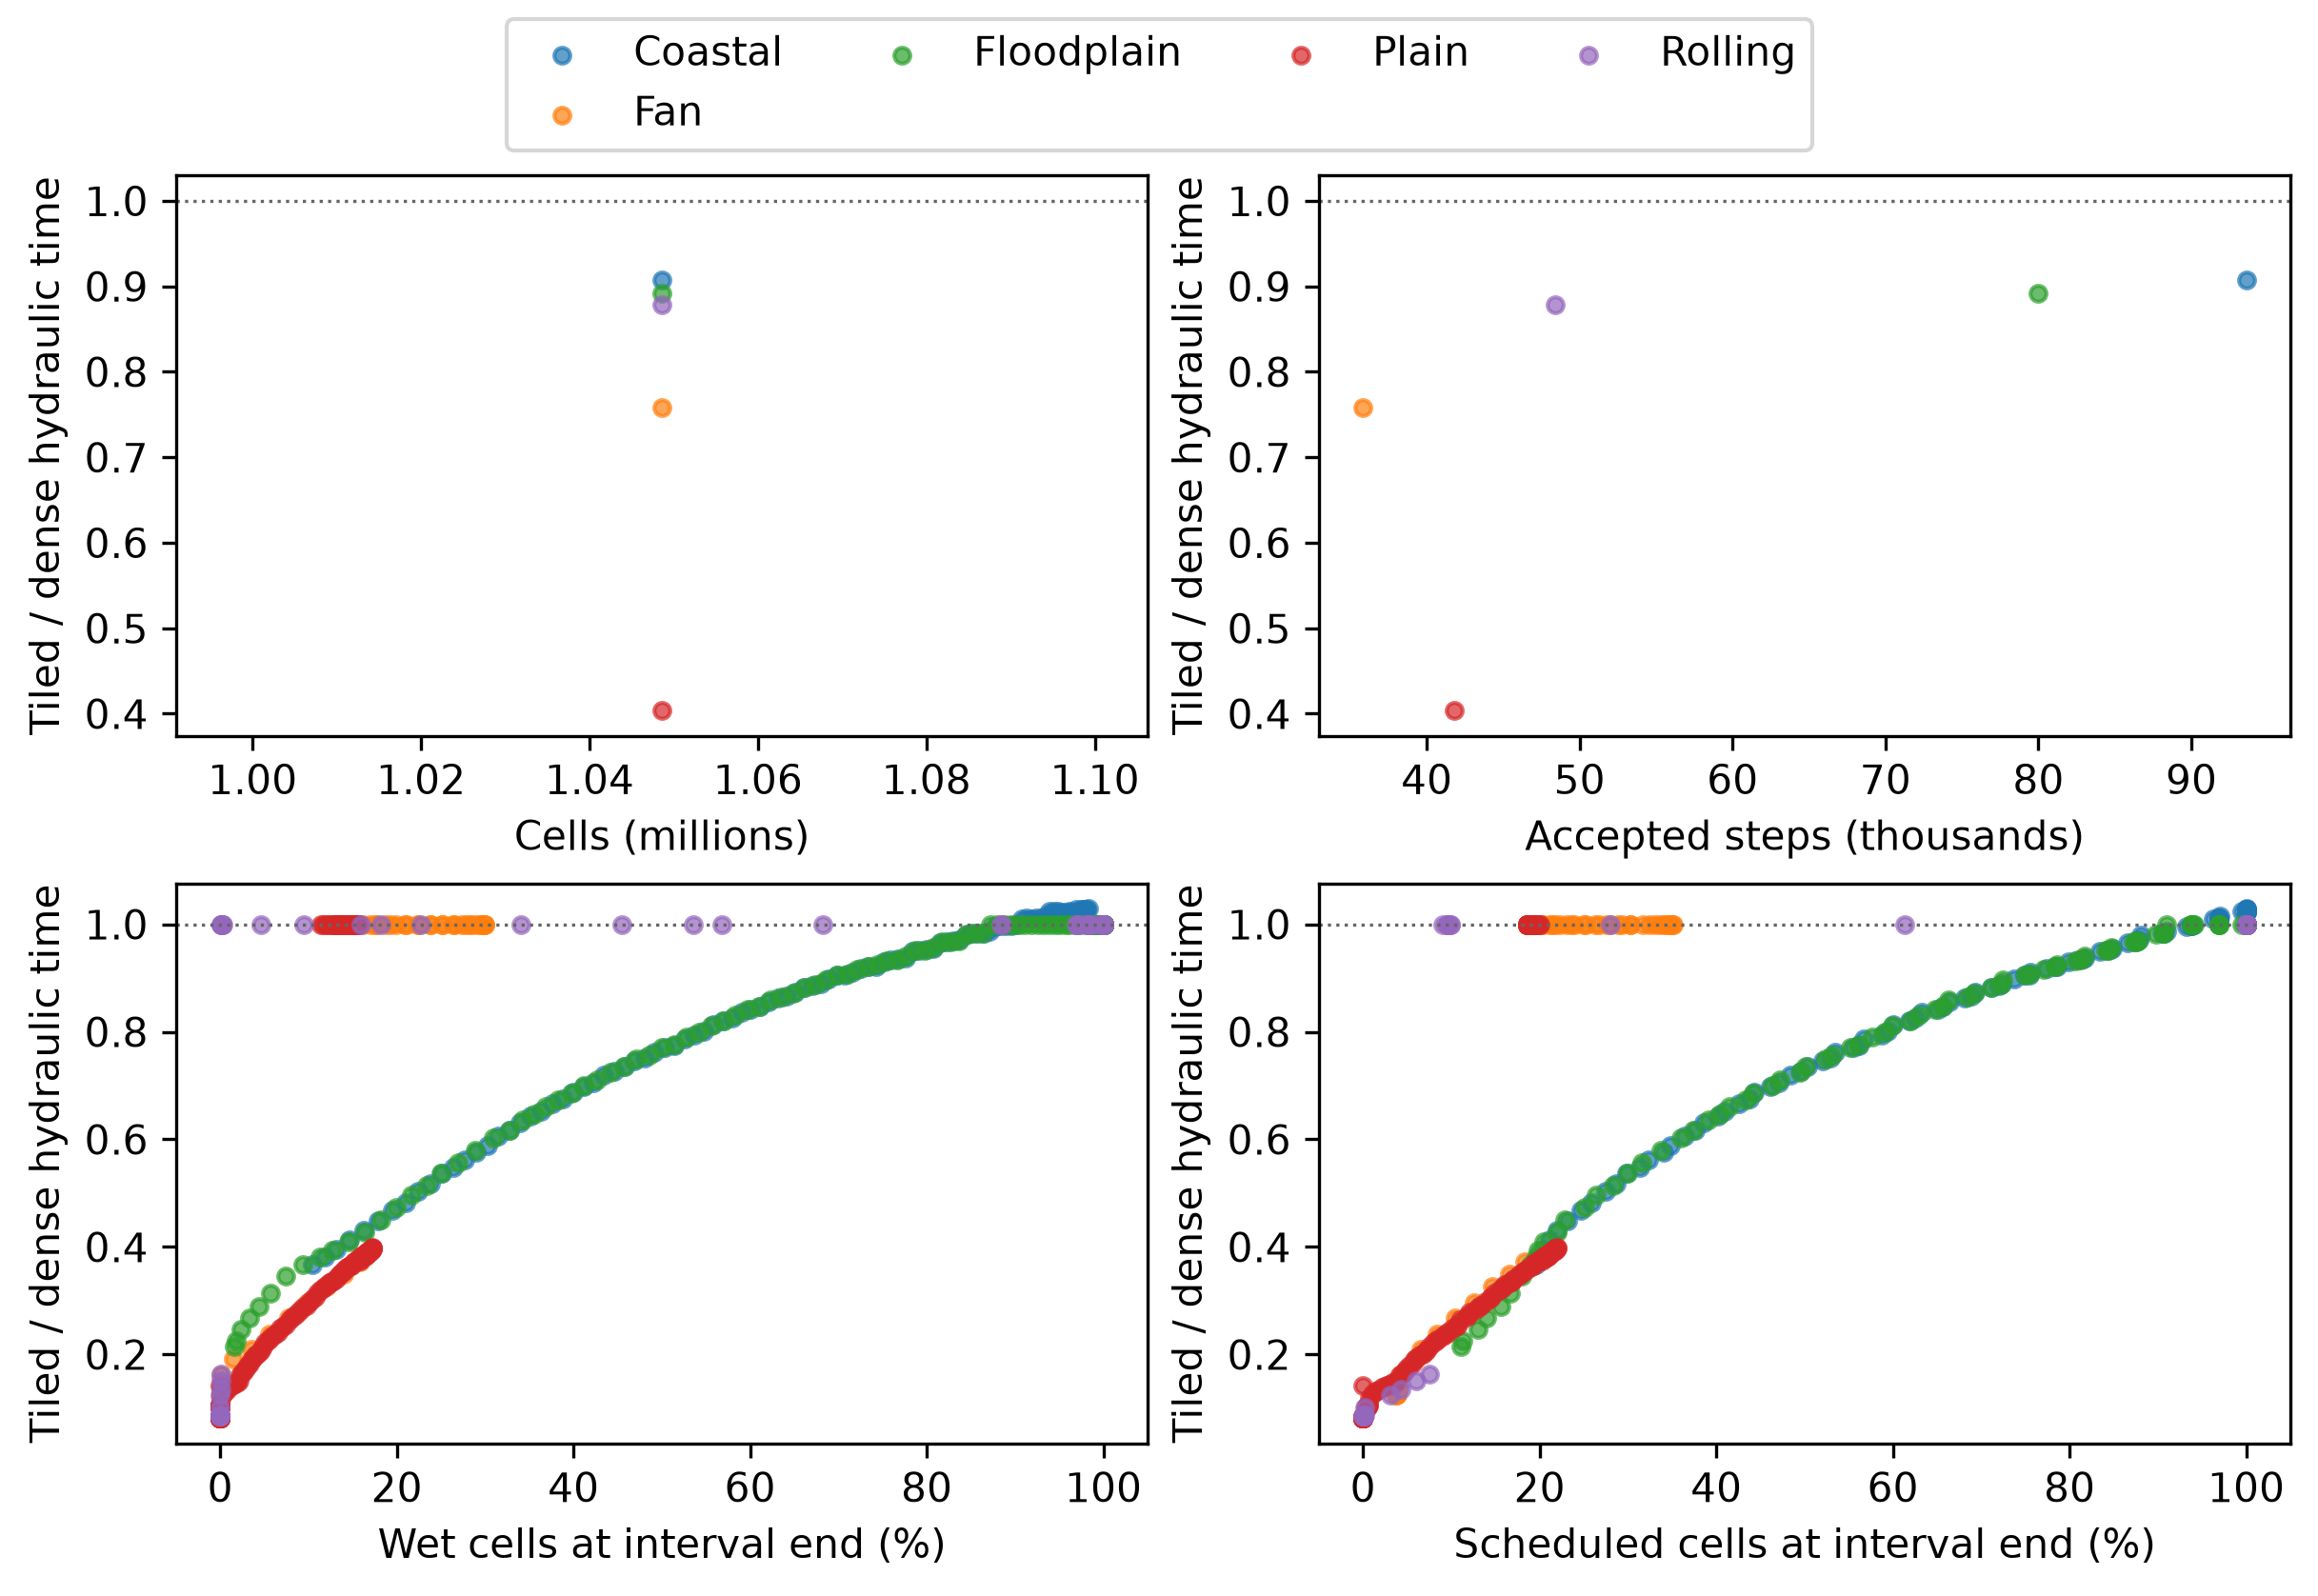 Coastal Floodplain Plain Rolling
Fan
Tiled / dense hydraulic time
1.0
0.9
0.8
0.7
0.6
0.5
0.4
1.00 1.02 1.04 1.06 1.08 1.10
Cells (millions)
Tiled / dense hydraulic time
1.0
0.9
0.8
0.7
0.6
0.5
0.4
40 50 60 70 80 90
Accepted steps (thousands)
Tiled / dense hydraulic time
1.0
0.8
0.6
0.4
0.2
0 20 40 60 80 100
Wet cells at interval end (%)
Tiled / dense hydraulic time
1.0
0.8
0.6
0.4
0.2
0 20 40 60 80 100
Scheduled cells at interval end (%)